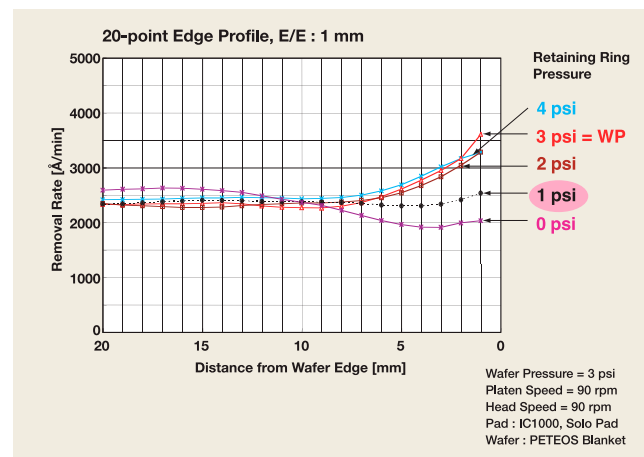 20-point Edge Profile, E/E : 1 mm
5000
4000
3000
2000
1000
0
Removal Rate [Å/min]
20
15
10
5
0
Distance from Wafer Edge [mm]
Retaining Ring
Pressure
4 psi
3 psi = WP
2 psi
1 psi
0 psi
Wafer Pressure = 3 psi
Platen Speed = 90 rpm
Head Speed = 90 rpm
Pad : IC1000, Solo Pad
Wafer : PETEOS Blanket